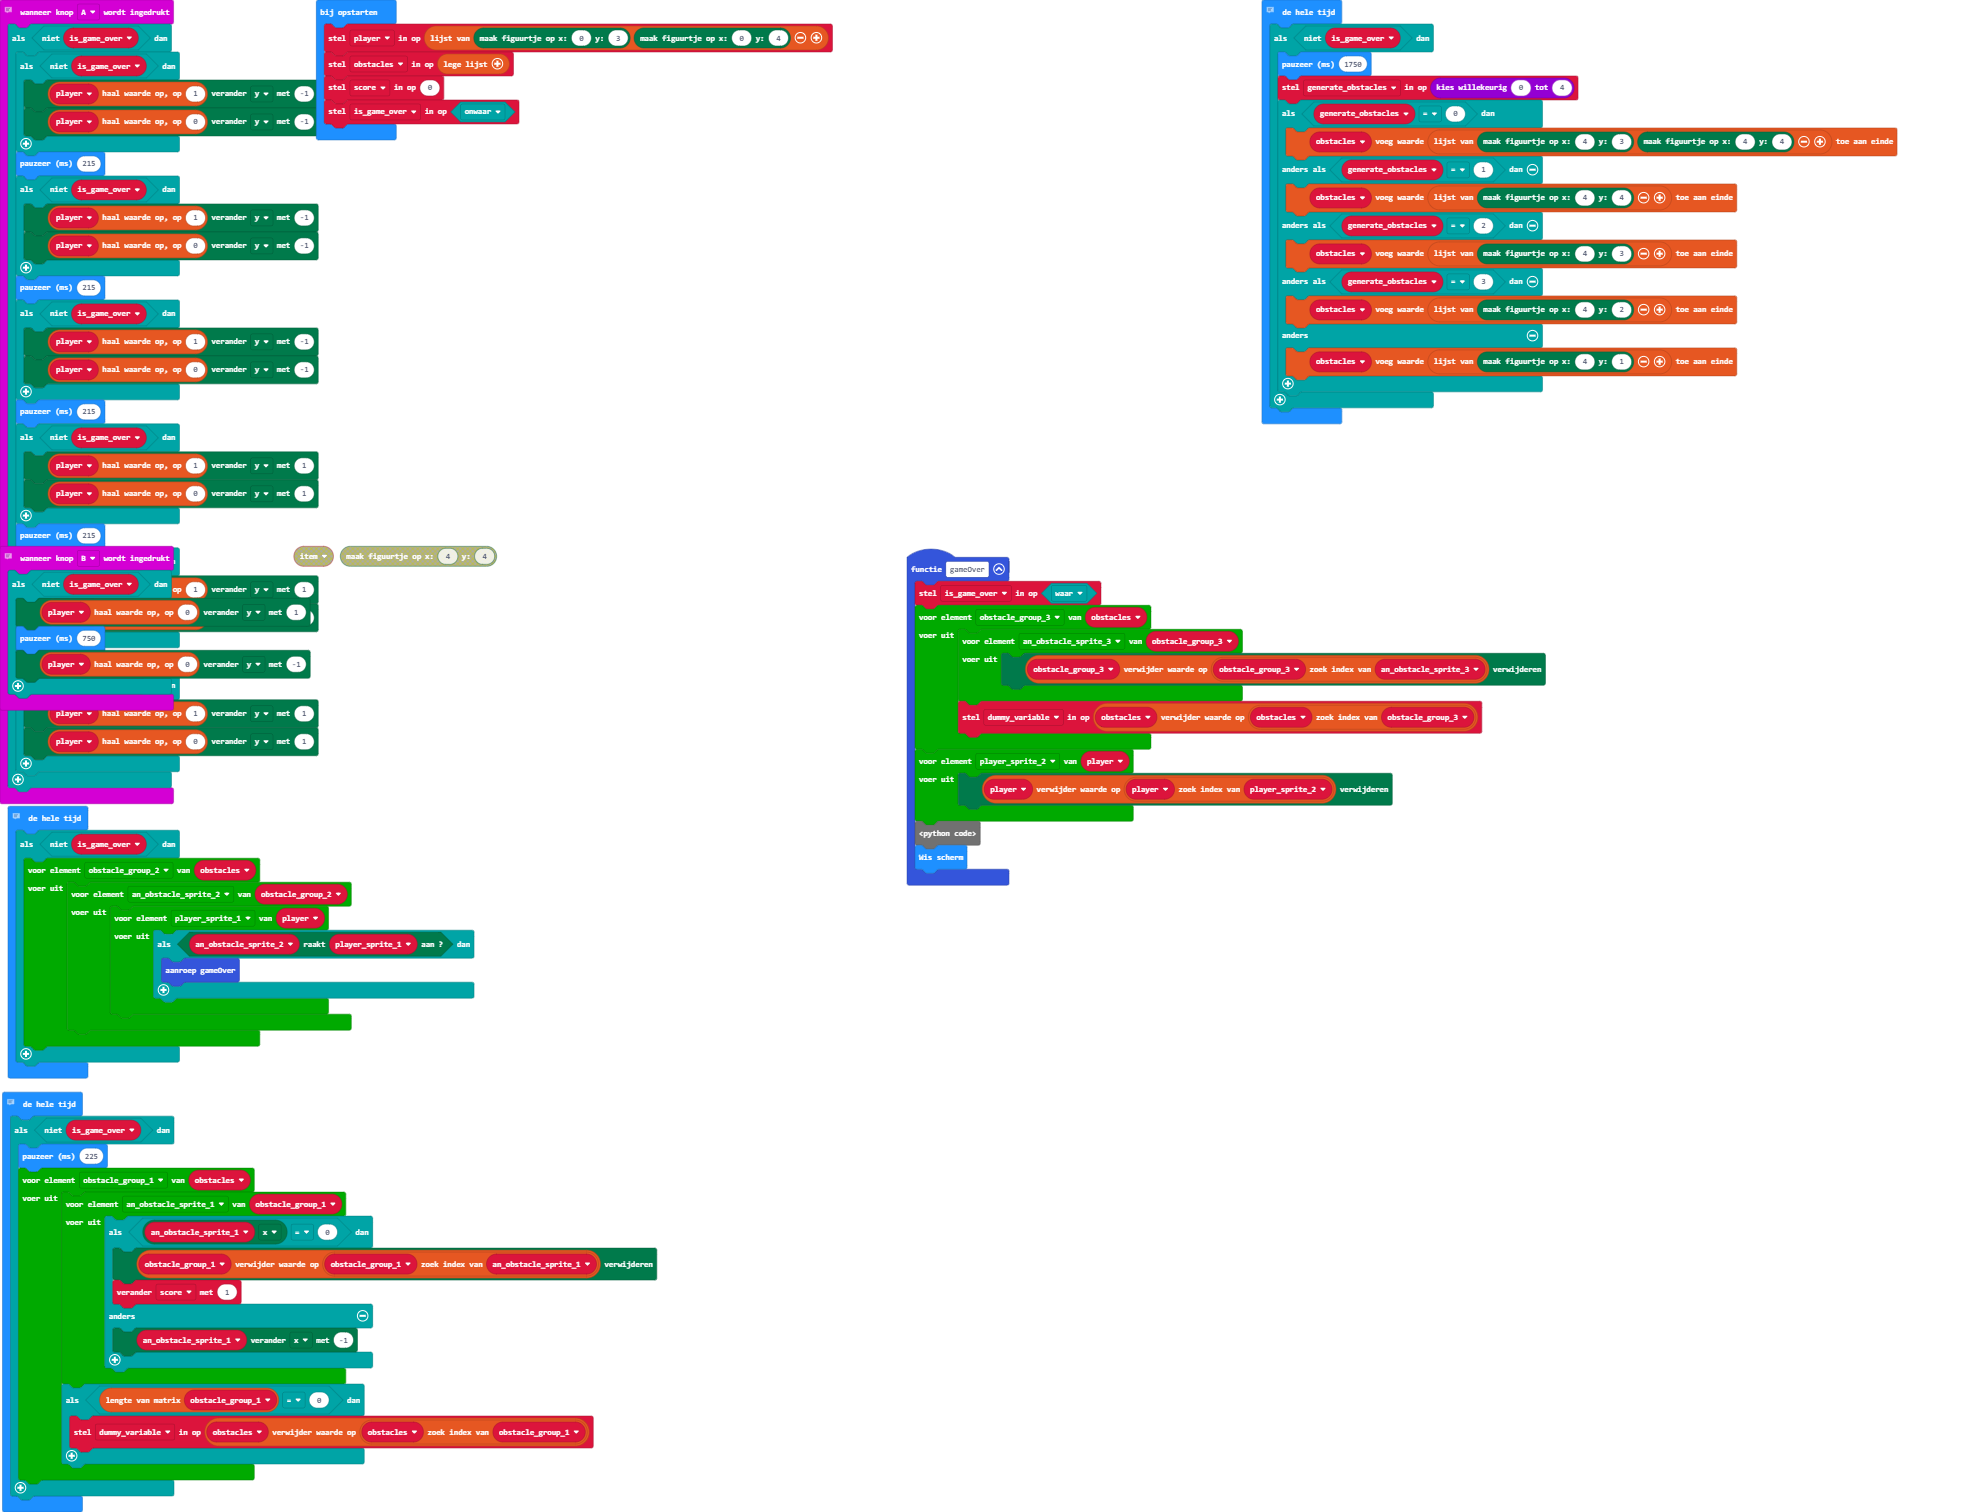 wanneer knop A wordt ingedrukt
als niet is_game_over dan
als niet is_game_over dan
player haal waarde op, op 1 verander y met -1
player haal waarde op, op 0 verander y met -1
pauzeer (ms) 215
als niet is_game_over dan
player haal waarde op, op 1 verander y met -1
player haal waarde op, op 0 verander y met -1
pauzeer (ms) 215
als niet is_game_over dan
player haal waarde op, op 1 verander y met -1
player haal waarde op, op 0 verander y met -1
pauzeer (ms) 215
als niet is_game_over dan
player haal waarde op, op 1 verander y met 1
player haal waarde op, op 0 verander y met 1
pauzeer (ms) 215
wanneer knop B wordt ingedrukt
als niet is_game_over dan
op 1 verander y met 1
player haal waarde op, op 0 verander y met 1
pauzeer (ms) 750
player haal waarde op, op 0 verander y met -1
player haal waarde op, op 1 verander y met 1
player haal waarde op, op 0 verander y met 1
item
maak figuurtje op x: 4 y: 4
bij opstarten
stel player in op lijst van maak figuurtje op x: 0 y: 3 maak figuurtje op x: 0 y: 4
stel obstacles in op lege lijst
stel score in op 0
stel is_game_over in op onwaar
de hele tijd
als niet is_game_over dan
pauzeer (ms) 1750
stel generate_obstacles in op kies willekeurig 0 tot 4
als generate_obstacles = 0 dan
obstacles voeg waarde lijst van maak figuurtje op x: 4 y: 3 maak figuurtje op x: 4 y: 4 toe aan einde
anders als generate_obstacles = 1 dan
obstacles voeg waarde lijst van maak figuurtje op x: 4 y: 4 toe aan einde
anders als generate_obstacles = 2 dan
obstacles voeg waarde lijst van maak figuurtje op x: 4 y: 3 toe aan einde
anders als generate_obstacles = 3 dan
obstacles voeg waarde lijst van maak figuurtje op x: 4 y: 2 toe aan einde
anders
obstacles voeg waarde lijst van maak figuurtje op x: 4 y: 1 toe aan einde
functie gameOver
stel is_game_over in op waar
voor element obstacle_group_3 van obstacles
voer uit
voor element an_obstacle_sprite_3 van obstacle_group_3
voer uit
obstacle_group_3 verwijder waarde op obstacle_group_3 zoek index van an_obstacle_sprite_3 verwijderen
stel dummy_variable in op obstacles verwijder waarde op obstacles zoek index van obstacle_group_3
voor element player_sprite_2 van player
voer uit
player verwijder waarde op player zoek index van player_sprite_2 verwijderen
<python code>
Wis scherm
de hele tijd
als niet is_game_over dan
voor element obstacle_group_2 van obstacles
voer uit
voor element an_obstacle_sprite_2 van obstacle_group_2
voer uit
voor element player_sprite_1 van player
voer uit
als an_obstacle_sprite_2 raakt player_sprite_1 aan ? dan
aanroep gameOver
de hele tijd
als niet is_game_over dan
pauzeer (ms) 225
voor element obstacle_group_1 van obstacles
voer uit
voor element an_obstacle_sprite_1 van obstacle_group_1
voer uit
als an_obstacle_sprite_1 x = 0 dan
obstacle_group_1 verwijder waarde op obstacle_group_1 zoek index van an_obstacle_sprite_1 verwijderen
verander score met 1
anders
an_obstacle_sprite_1 verander x met -1
als lengte van matrix obstacle_group_1 = 0 dan
stel dummy_variable in op obstacles verwijder waarde op obstacles zoek index van obstacle_group_1